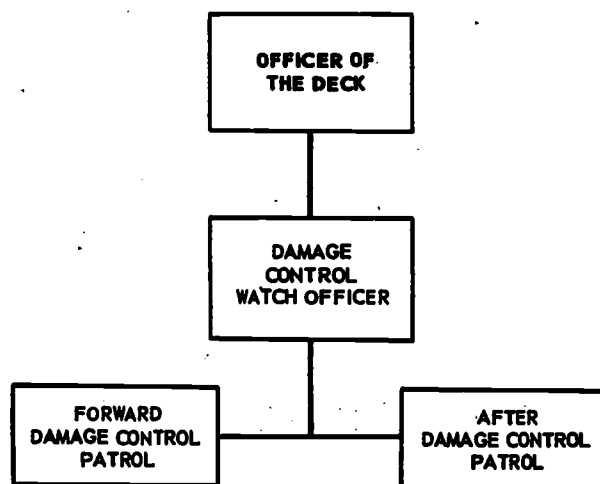 OFFICER OF
THE DECK
DAMAGE
CONTROL
WATCH OFFICER
FORWARD
DAMAGE CONTROL
PATROL
AFTER
DAMAGE CONTROL
PATROL